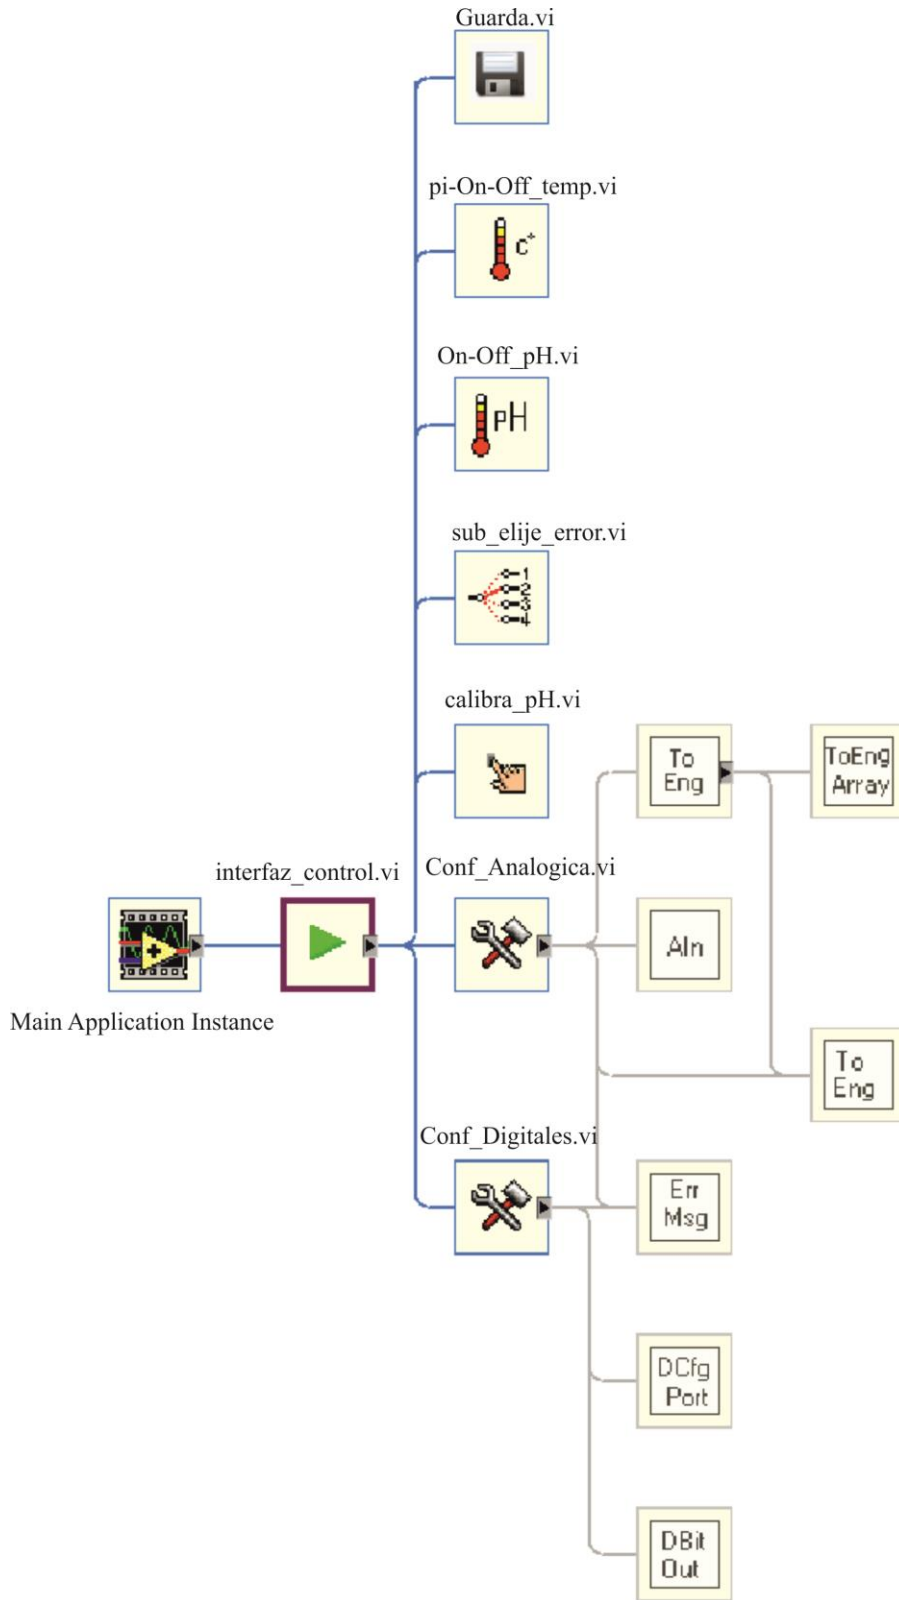 Guarda.vi
pi-On-Off_temp.vi
c°
On-Off_pH.vi
pH
sub_elije_error.vi
1
2
3
4
calibra_pH.vi
To
Eng
ToEng
Array
interfaz_control.vi
Conf_Analogica.vi
AIn
Main Application Instance
To
Eng
Conf_Digitales.vi
Err
Msg
DCfg
Port
DBit
Out